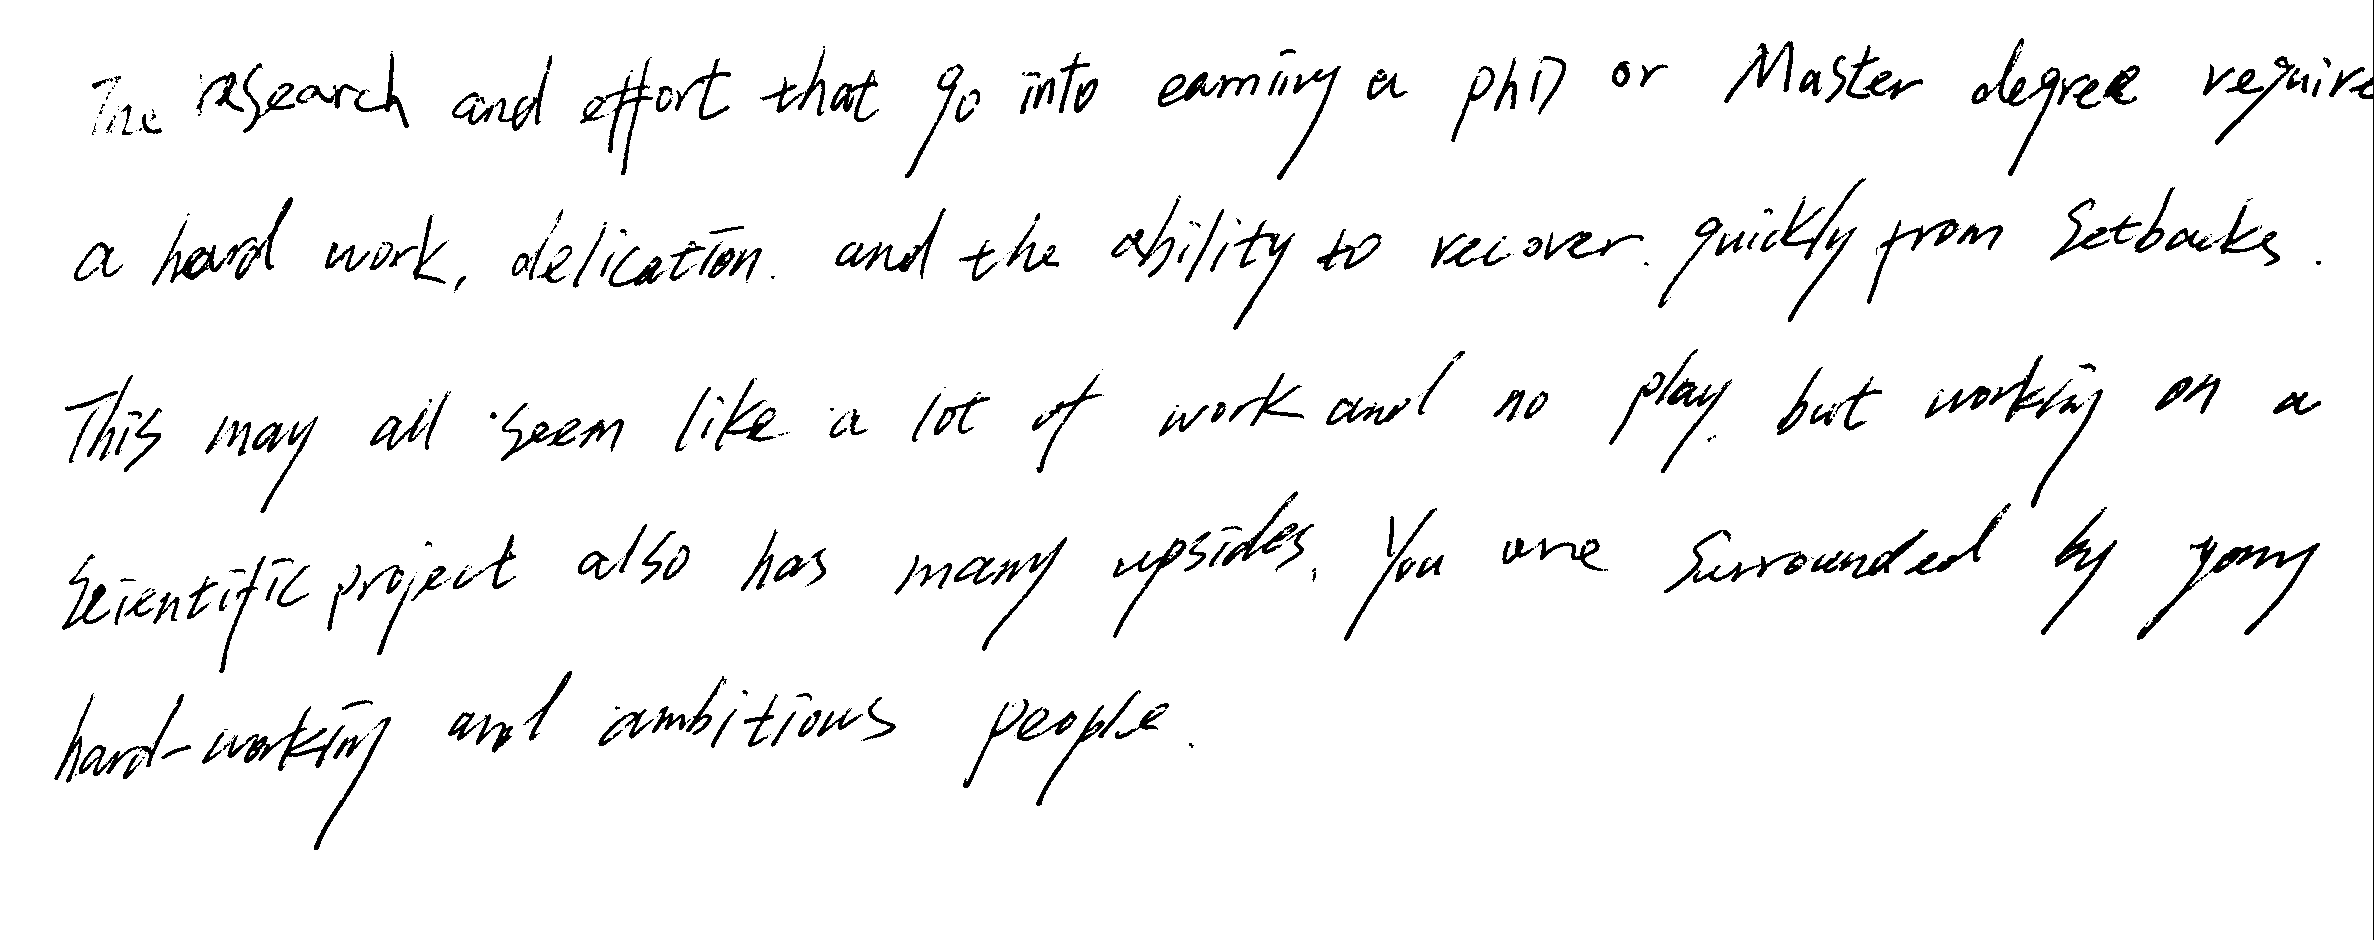 The research and effort that go into earning a phD or Master degree require
a hard work, delication. and the ability to recover. quickly from setbacks.
This may all seem like a lot of work and no play. but working on a
scientific project also has many upsides. You are surrounded by yong
hard-working and ambitious people.